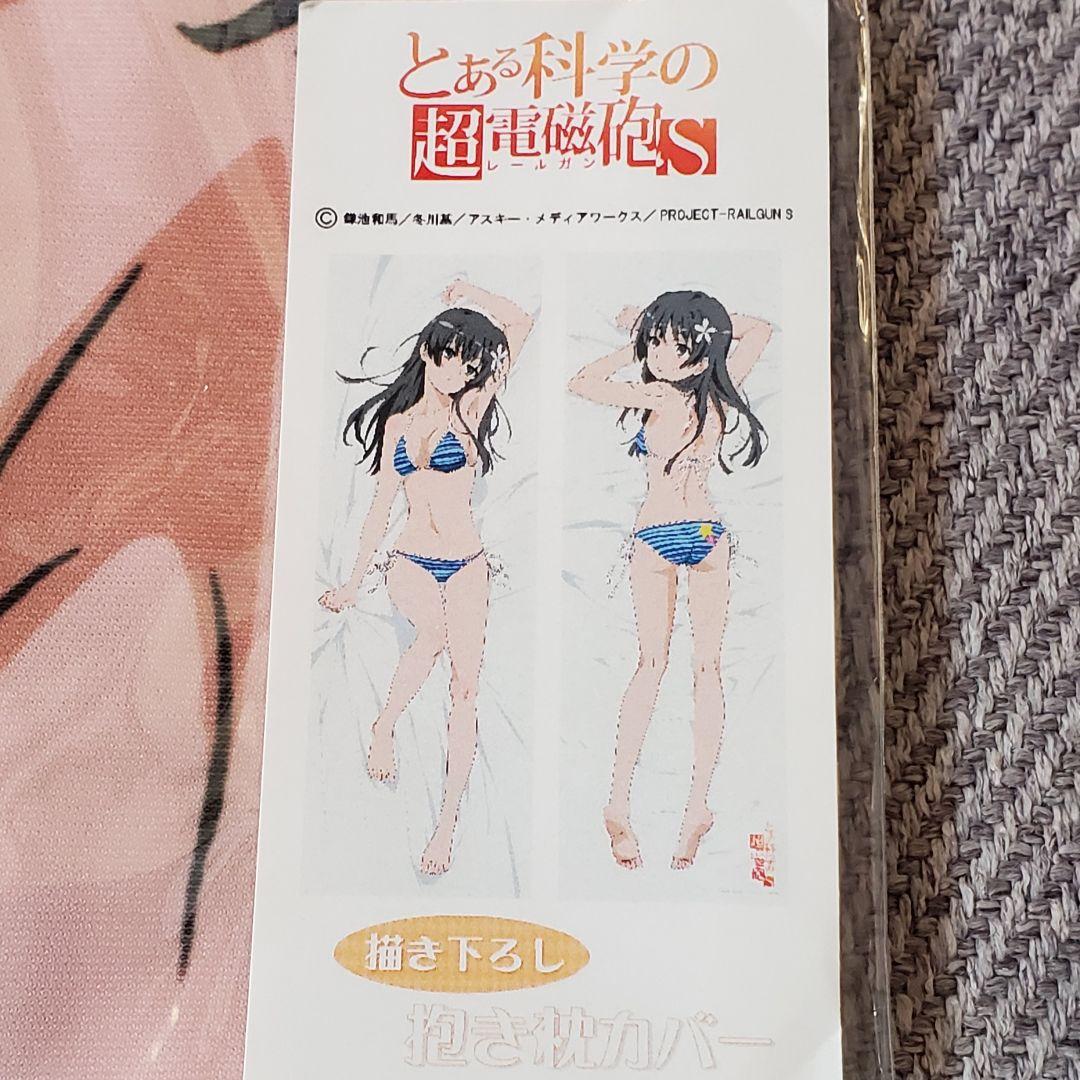 とある科学の
超電磁砲S
レールガン
© 鎌池和馬／冬川基／アスキー・メディアワークス／PROJECT-RAILGUN S
描き下ろし
抱き枕カバー